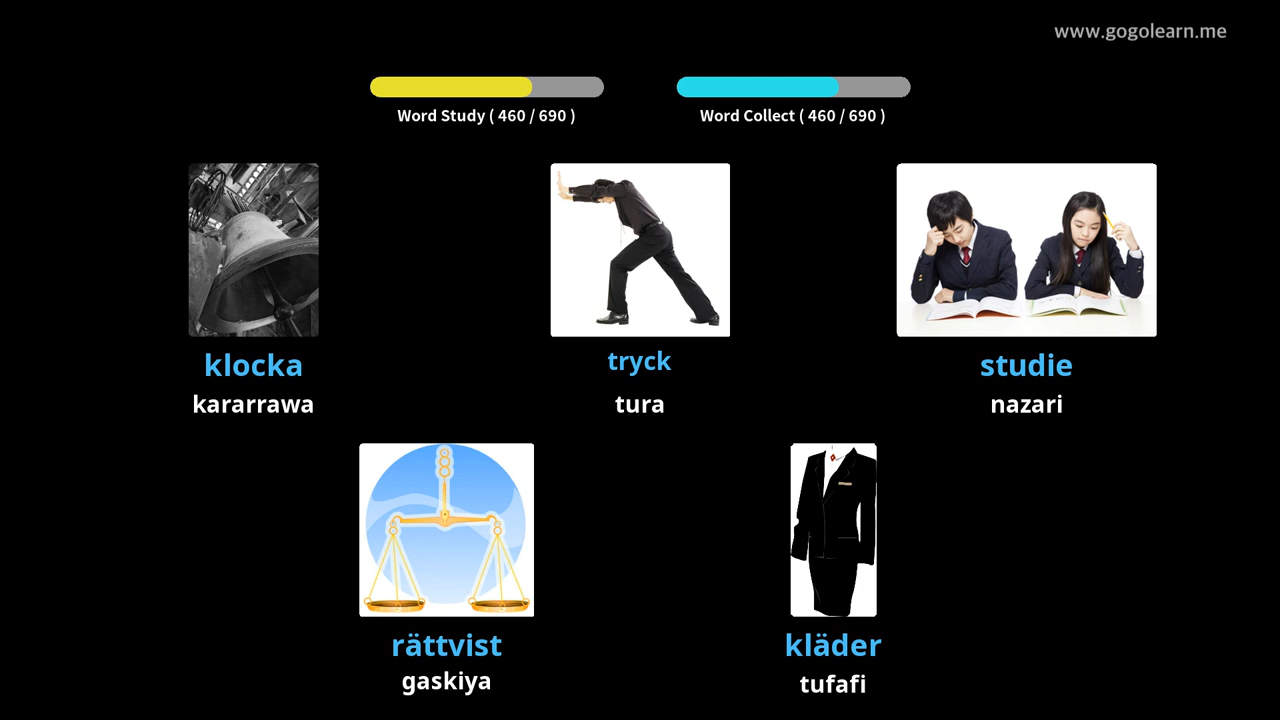 www.gogolearn.me
Word Study ( 460 / 690 )
Word Collect ( 460 / 690 )
klocka
kararrawa
tryck
tura
studie
nazari
rättvist
gaskiya
kläder
tufafi